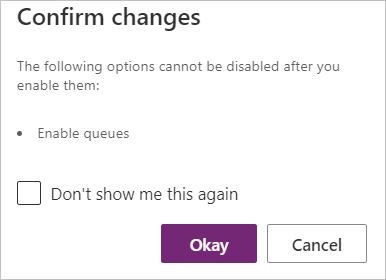 Confirm changes
The following options cannot be disabled after you
enable them:
• Enable queues
Don't show me this again
Okay
Cancel